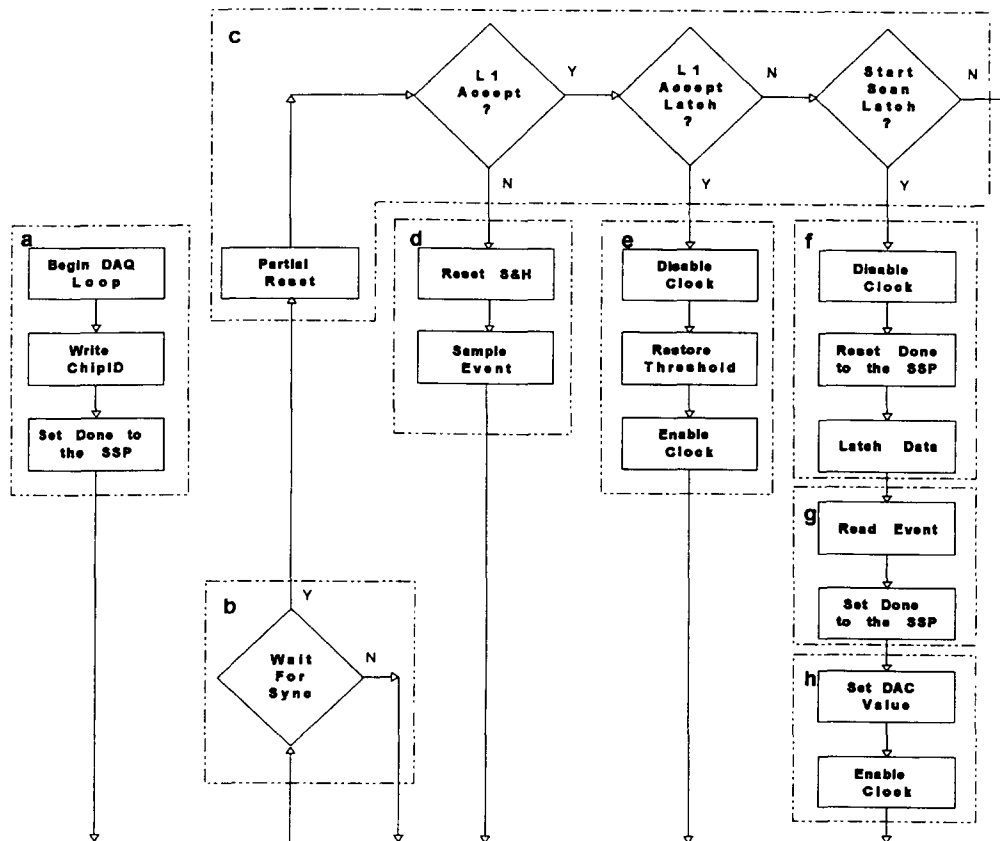 c
L 1
Accept
?
Y
N
L 1
Accept
Latch
?
N
Y
Start
Scan
Latch
?
N
Y
Partial
Reset
a
Begin DAQ
Loop
Write
ChipID
Set Done to
the SSP
b
Wait
For
Sync
Y
N
d
Reset S&H
Sample
Event
e
Disable
Clock
Restore
Threshold
Enable
Clock
f
Disable
Clock
Reset Done
to the SSP
Latch Data
g
Read Event
Set Done
to the SSP
h
Set DAC
Value
Enable
Clock